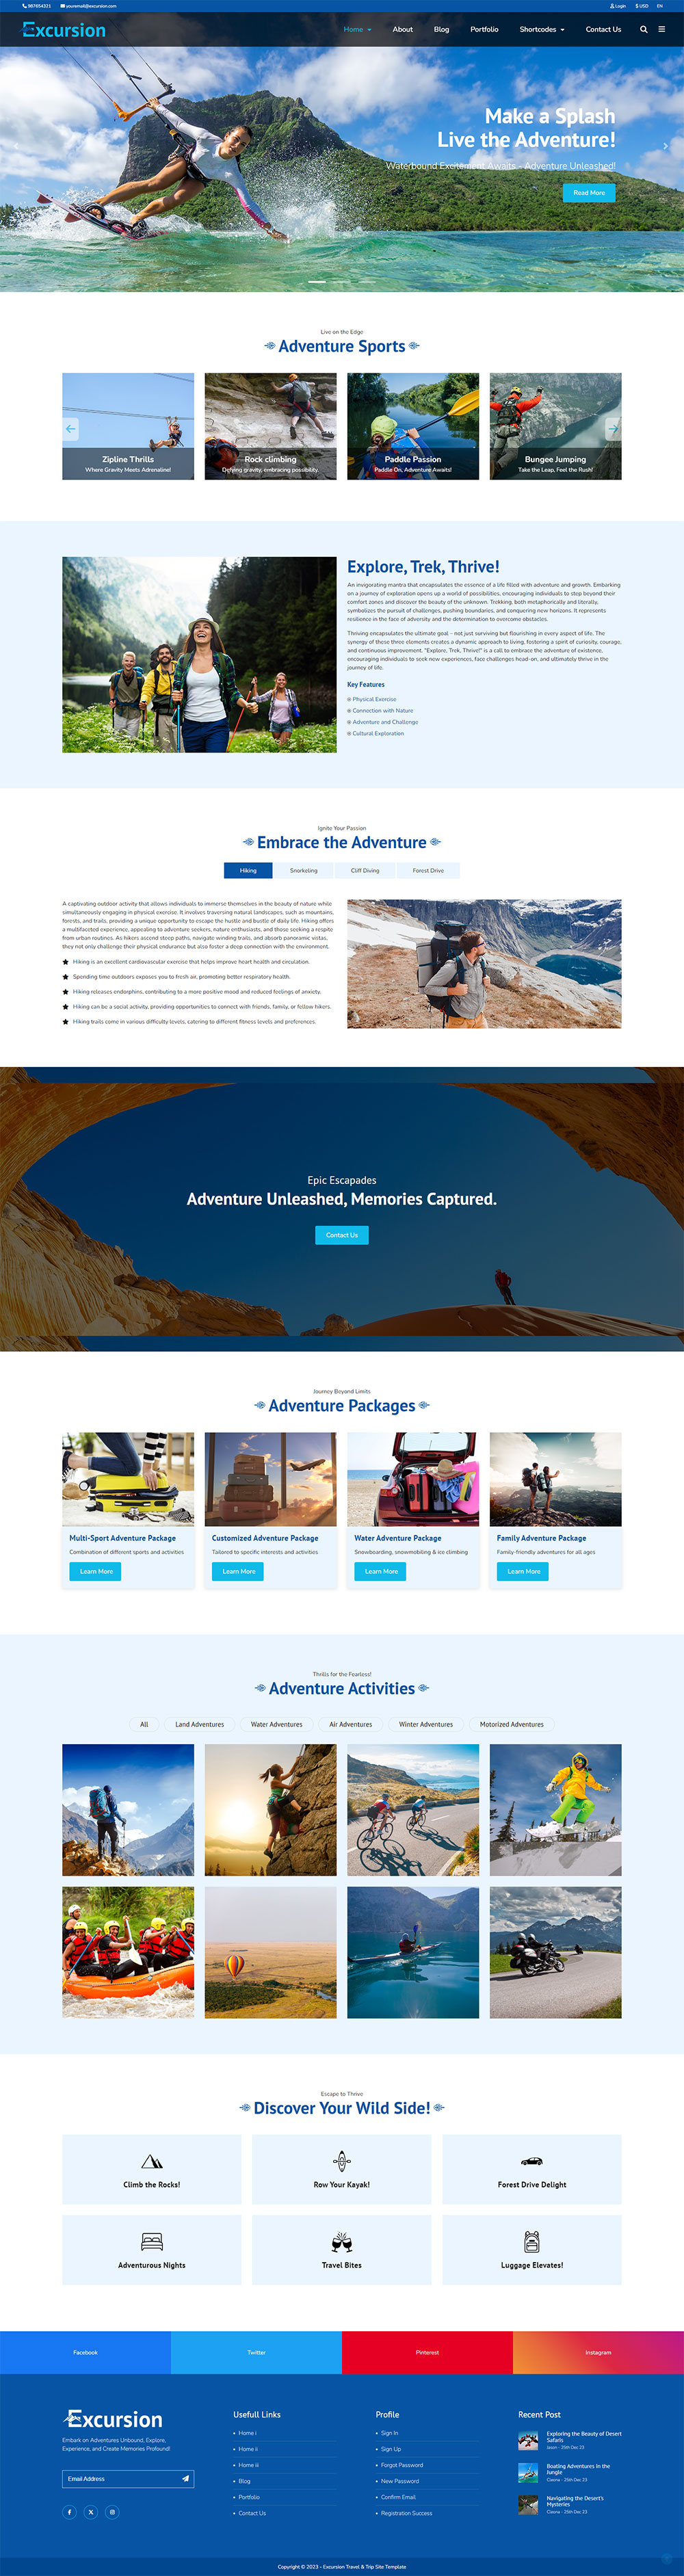 987654321 youremail@excursion.com Login $ USD EN
Excursion Home About Blog Portfolio Shortcodes Contact Us
Make a Splash
Live the Adventure!
Waterbound Excitement Awaits - Adventure Unleashed!
Read More
Live on the Edge
Adventure Sports
Zipline Thrills
Where Gravity Meets Adrenaline!
Rock climbing
Defying gravity, embracing possibility.
Paddle Passion
Paddle On, Adventure Awaits!
Bungee Jumping
Take the Leap, Feel the Rush!
Explore, Trek, Thrive!
An invigorating mantra that encapsulates the essence of a life filled with adventure and growth. Embarking
on a journey of exploration opens up a world of possibilities, encouraging individuals to step beyond their
comfort zones and discover the beauty of the unknown. Trekking, both metaphorically and literally,
symbolizes the pursuit of challenges, pushing boundaries, and conquering new horizons. It represents
resilience in the face of adversity and the determination to overcome obstacles.
Thriving encapsulates the ultimate goal – not just surviving but flourishing in every aspect of life. The
synergy of these three elements creates a dynamic approach to living, fostering a spirit of curiosity, courage,
and continuous improvement. "Explore, Trek, Thrive!" is a call to embrace the adventure of existence,
encouraging individuals to seek new experiences, face challenges head-on, and ultimately thrive in the
journey of life.
Key Features
Physical Exercise
Connection with Nature
Adventure and Challenge
Cultural Exploration
Ignite Your Passion
Embrace the Adventure
Hiking Snorkeling Cliff Diving Forest Drive
A captivating outdoor activity that allows individuals to immerse themselves in the beauty of nature while
simultaneously engaging in physical exercise. It involves traversing natural landscapes, such as mountains,
forests, and trails, providing a unique opportunity to escape the hustle and bustle of daily life. Hiking offers
a multifaceted experience, appealing to adventure seekers, nature enthusiasts, and those seeking a respite
from urban routines. As hikers ascend steep paths, navigate winding trails, and absorb panoramic vistas,
they not only challenge their physical endurance but also foster a deep connection with the environment.
Hiking is an excellent cardiovascular exercise that helps improve heart health and circulation.
Spending time outdoors exposes you to fresh air, promoting better respiratory health.
Hiking releases endorphins, contributing to a more positive mood and reduced feelings of anxiety.
Hiking can be a social activity, providing opportunities to connect with friends, family, or fellow hikers.
Hiking trails come in various difficulty levels, catering to different fitness levels and preferences.
Epic Escapades
Adventure Unleashed, Memories Captured.
Contact Us
Journey Beyond Limits
Adventure Packages
Multi-Sport Adventure Package
Combination of different sports and activities
Learn More
Customized Adventure Package
Tailored to specific interests and activities
Learn More
Water Adventure Package
Snowboarding, snowmobiling & ice climbing
Learn More
Family Adventure Package
Family-friendly adventures for all ages
Learn More
Thrills for the Fearless!
Adventure Activities
All Land Adventures Water Adventures Air Adventures Winter Adventures Motorized Adventures
Escape to Thrive
Discover Your Wild Side!
Climb the Rocks! Row Your Kayak! Forest Drive Delight
Adventurous Nights Travel Bites Luggage Elevates!
Facebook Twitter Pinterest Instagram
Excursion
Embark on Adventures Unbound, Explore,
Experience, and Create Memories Profound!
Email Address
Usefull Links
Home i
Home ii
Home iii
Blog
Portfolio
Contact Us
Profile
Sign In
Sign Up
Forgot Password
New Password
Confirm Email
Registration Success
Recent Post
Exploring the Beauty of Desert
Safaris
Jason - 25th Dec 23
Boating Adventures in the
Jungle
Cianna - 25th Dec 23
Navigating the Desert's
Mysteries
Cianna - 25th Dec 23
Copyright © 2023 - Excursion Travel & Trip Site Template